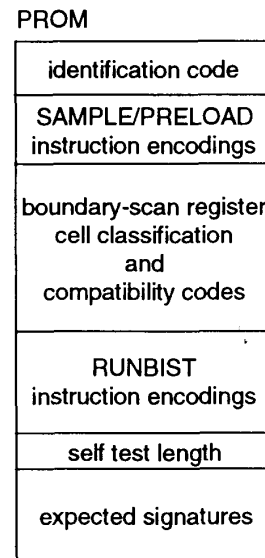 PROM
identification code
SAMPLE/PRELOAD
instruction encodings
boundary-scan register
cell classification
and
compatibility codes
RUNBIST
instruction encodings
self test length
expected signatures